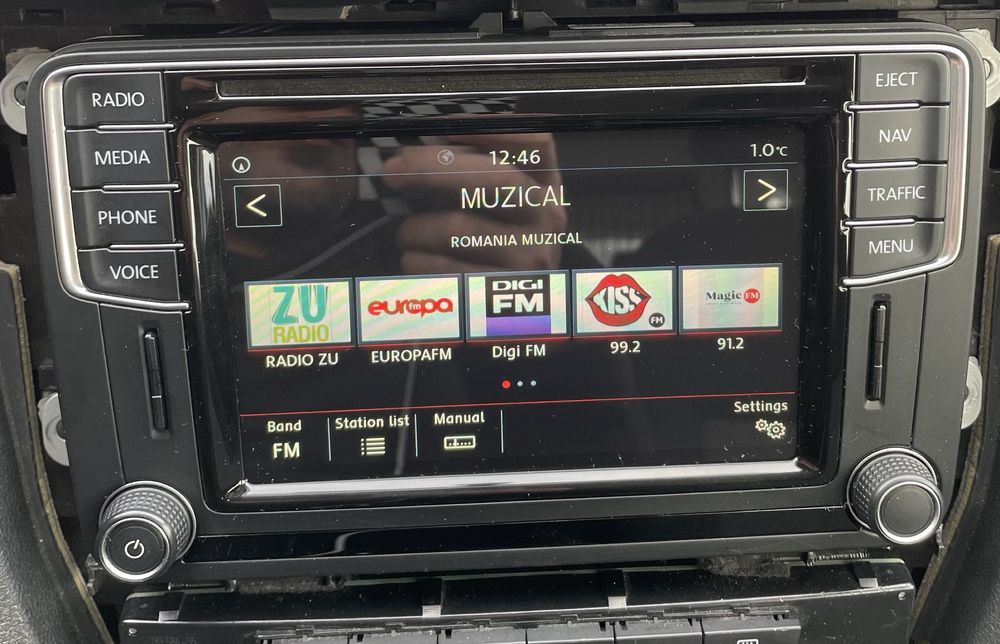 RADIO
MEDIA
PHONE
VOICE
EJECT
NAV
TRAFFIC
MENU
12:46
1.0°C
<
MUZICAL
>
ROMANIA MUZICAL
ZU
RADIO
europa
fm
DIGI
FM
KISS
FM
Magic FM
RADIO ZU
EUROPAFM
Digi FM
99.2
91.2
Band
FM
Station list
Manual
Settings